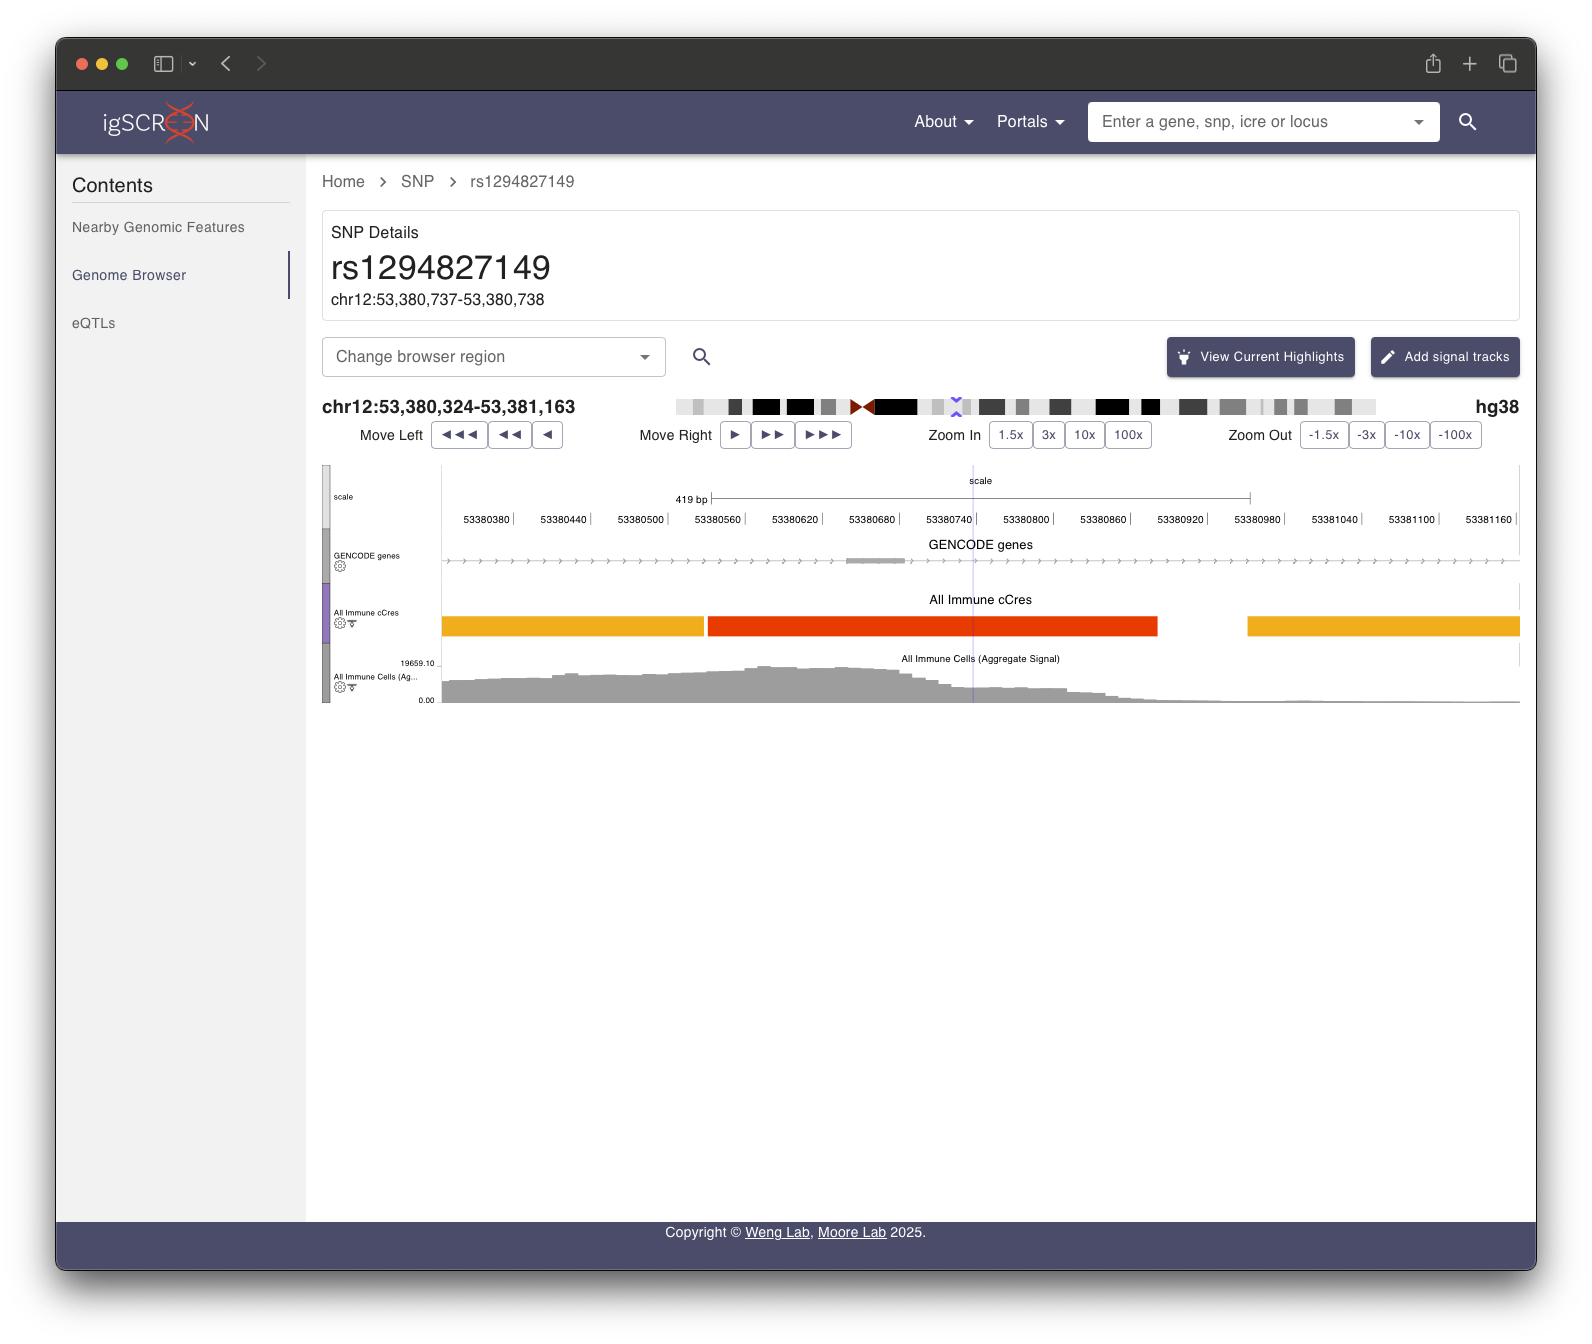 igSCREEN
About
Portals
Enter a gene, snp, icre or locus
Contents
Nearby Genomic Features
Genome Browser
eQTLs
Home > SNP > rs1294827149
SNP Details
rs1294827149
chr12:53,380,737-53,380,738
Change browser region
View Current Highlights
Add signal tracks
chr12:53,380,324-53,381,163
hg38
Move Left
Move Right
Zoom In 1.5x 3x 10x 100x
Zoom Out -1.5x -3x -10x -100x
scale
scale
419 bp
53380380 53380440 53380500 53380560 53380620 53380680 53380740 53380800 53380860 53380920 53380980 53381040 53381100 53381160
GENCODE genes
GENCODE genes
All Immune cCres
All Immune cCres
All Immune Cells (Aggregate Signal)
19659.10
All Immune Cells (Ag...
0.00
Copyright © Weng Lab, Moore Lab 2025.